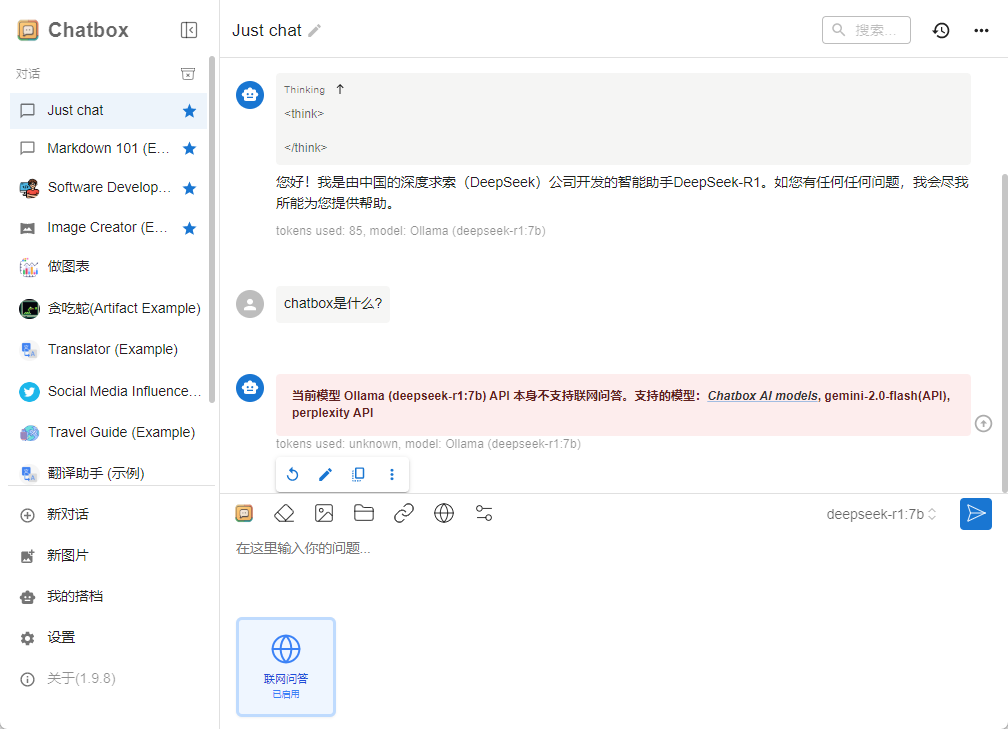 Chatbox
对话
Just chat
Markdown 101 (E...
Software Develop...
Image Creator (E...
做图表
贪吃蛇(Artifact Example)
Translator (Example)
Social Media Influence...
Travel Guide (Example)
翻译助手 (示例)
新对话
新图片
我的搭档
设置
关于(1.9.8)
Just chat
搜索...
Thinking
<think>
</think>
您好！我是由中国的深度求索（DeepSeek）公司开发的智能助手DeepSeek-R1。如您有任何任何问题，我会尽我
所能为您提供帮助。
tokens used: 85, model: Ollama (deepseek-r1:7b)
chatbox是什么?
当前模型 Ollama (deepseek-r1:7b) API 本身不支持联网问答。支持的模型：Chatbox AI models, gemini-2.0-flash(API),
perplexity API
tokens used: unknown, model: Ollama (deepseek-r1:7b)
deepseek-r1:7b
在这里输入你的问题...
联网问答
已启用